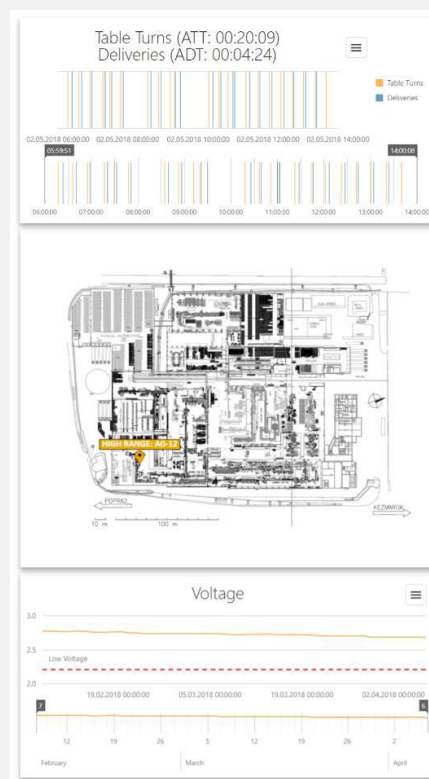 Table Turns (ATT: 00:20:09)
Deliveries (ADT: 00:04:24)
Table Turns
Deliveries
02.05.2018 06:00:00 02.05.2018 08:00:00 02.05.2018 10:00:00 02.05.2018 12:00:00 02.05.2018 14:00:00
05:59:51 14:00:08
06:00:00 07:00:00 08:00:00 09:00:00 10:00:00 11:00:00 12:00:00 13:00:00 14:00:00
HIGH RANGE: AG-12
POPRAD
KEZMAROK
10 m 100 m
Voltage
3.0
2.5
Low Voltage
2.0
19.02.2018 00:00:00 05.03.2018 00:00:00 19.03.2018 00:00:00 02.04.2018 00:00:00
7 6
12 19 26 5 12 19 26 2
February March April